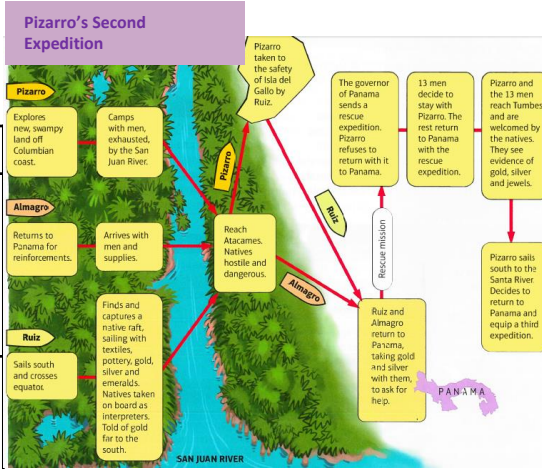 Pizarro's Second
Expedition
Pizarro
Explores
new, swampy
land off
Columbian
coast.
Camps
with men,
exhausted,
by the San
Juan River.
Almagro
Returns to
Panama for
reinforcements.
Arrives with
men and
supplies.
Ruiz
Sails south
and crosses
equator.
Finds and
captures a
native raft,
sailing with
textiles,
pottery, gold,
silver and
emeralds.
Natives taken
on board as
interpreters.
Told of gold
far to the
south.
Reach
Atacames.
Natives
hostile and
dangerous.
Pizarro
Pizarro
taken to
the safety
of Isla del
Gallo by
Ruiz.
Ruiz
Almagro
Ruiz and
Almagro
return to
Panama,
taking gold
and silver
with them,
to ask for
help.
Rescue mission
The governor
of Panama
sends a
rescue
expedition.
Pizarro
refuses to
return with it
to Panama.
13 men
decide to
stay with
Pizarro. The
rest return
to Panama
with the
rescue
expedition.
Pizarro and
the 13 men
reach Tumbes
and are
welcomed by
the natives.
They see
evidence of
gold, silver
and jewels.
Pizarro sails
south to the
Santa River
Decides to
return to
Panama and
equip a third
expedition.
PANAMA
SAN JUAN RIVER